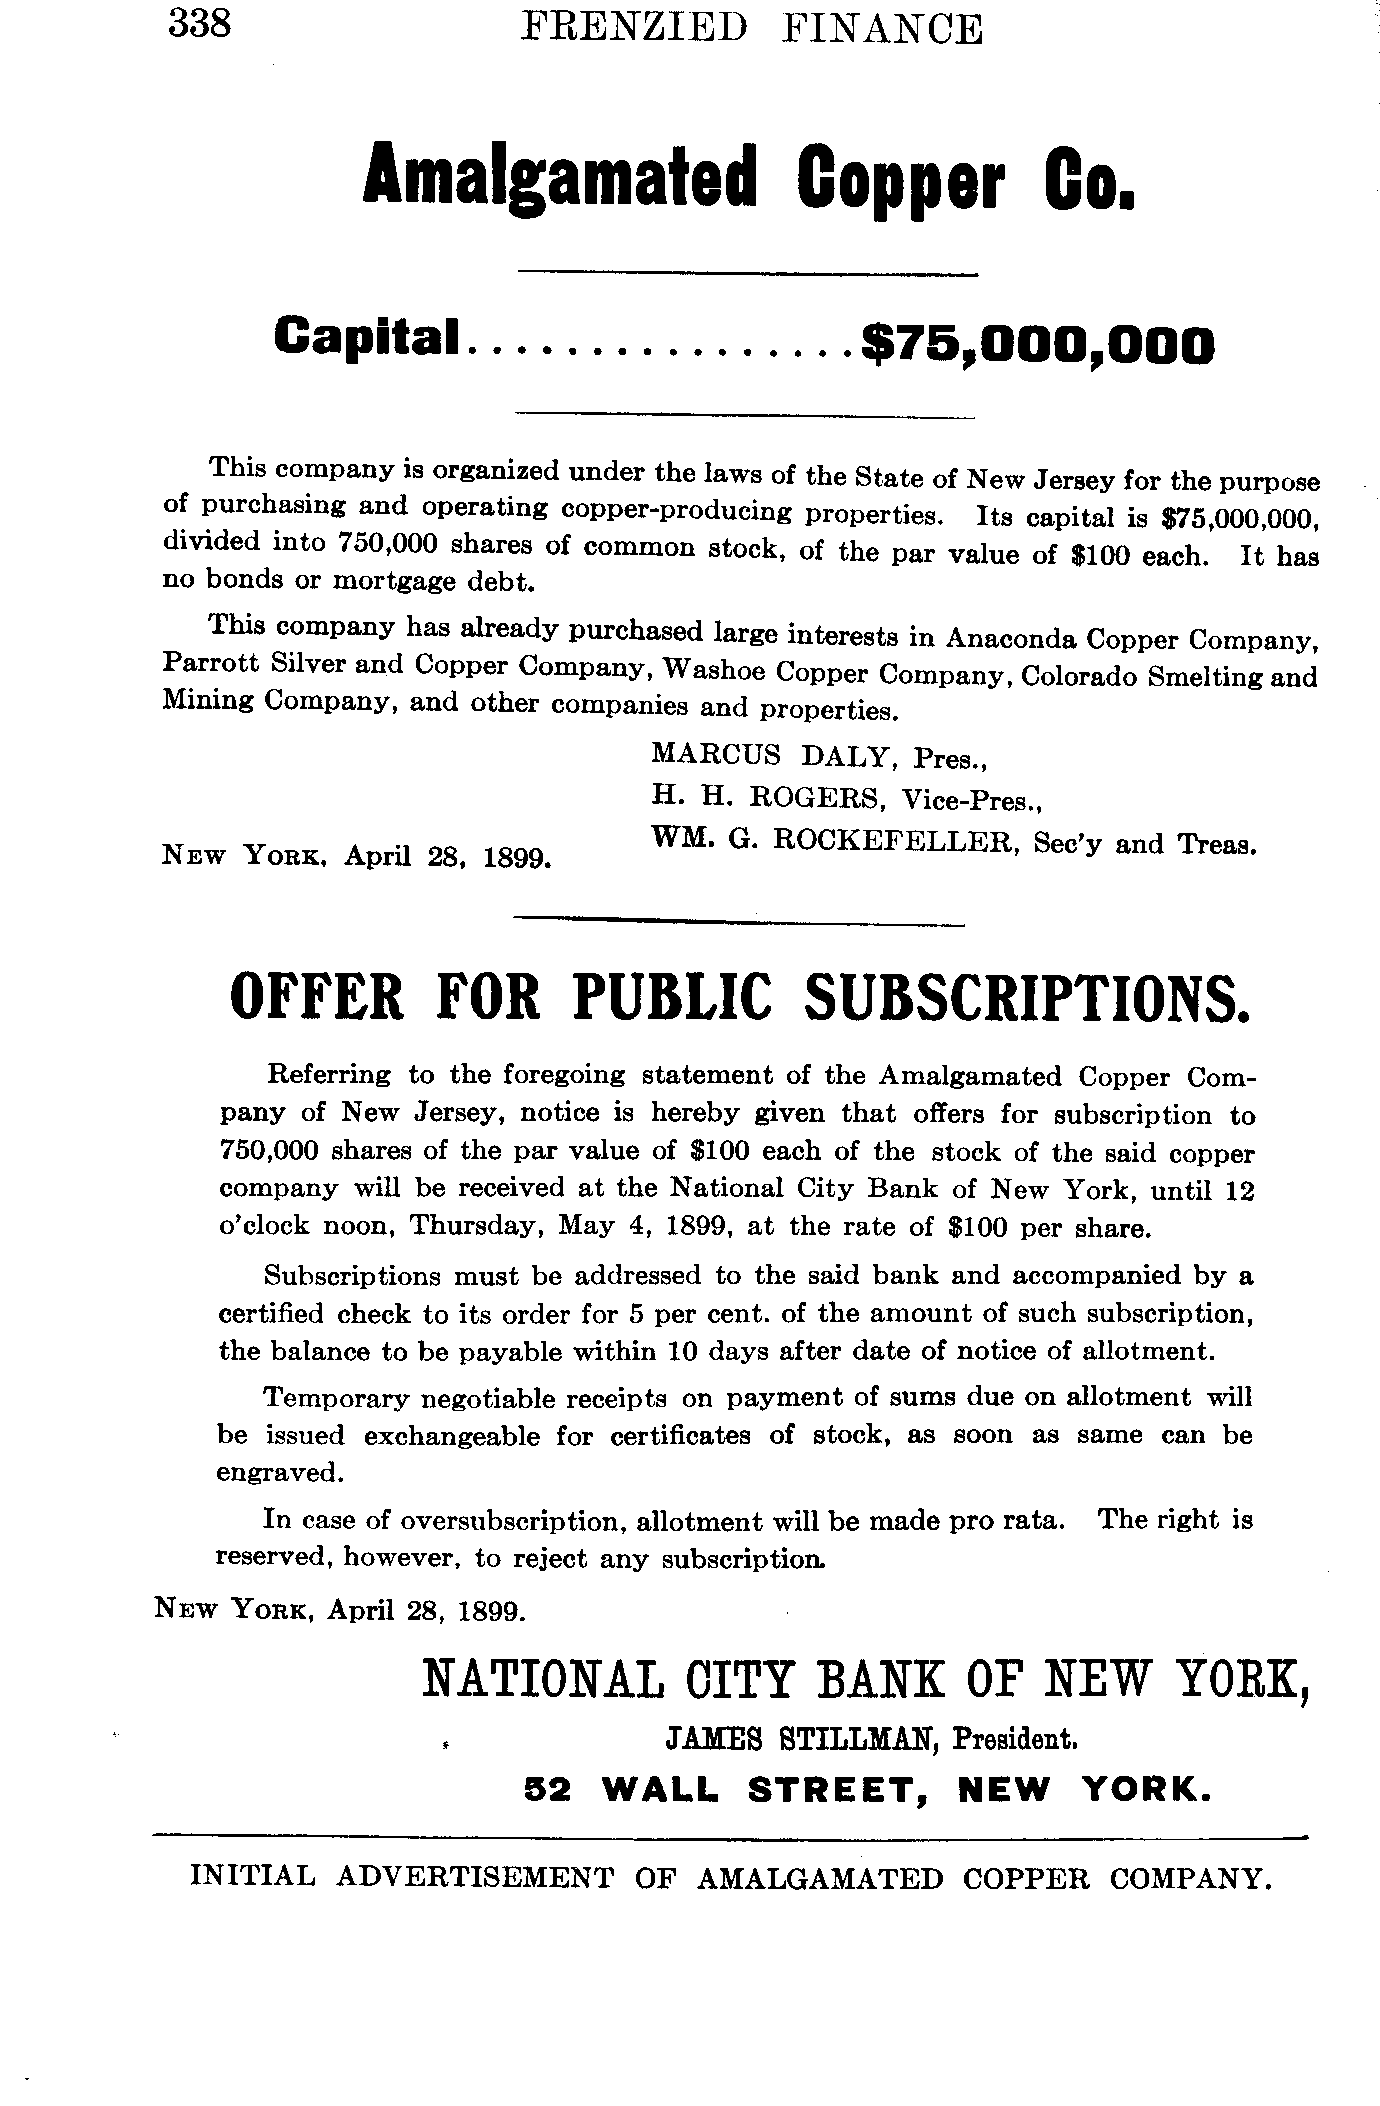 338 FRENZIED FINANCE
Amalgamated Copper Co.
Capital................$75,000,000
This company is organized under the laws of the State of New Jersey for the purpose
of purchasing and operating copper-producing properties. Its capital is $75,000,000,
divided into 750,000 shares of common stock, of the par value of $100 each. It has
no bonds or mortgage debt.
This company has already purchased large interests in Anaconda Copper Company,
Parrott Silver and Copper Company, Washoe Copper Company, Colorado Smelting and
Mining Company, and other companies and properties.
MARCUS DALY, Pres.,
H. H. ROGERS, Vice-Pres.,
WM. G. ROCKEFELLER, Sec'y and Treas.
NEW YORK, April 28, 1899.
OFFER FOR PUBLIC SUBSCRIPTIONS.
Referring to the foregoing statement of the Amalgamated Copper Com-
pany of New Jersey, notice is hereby given that offers for subscription to
750,000 shares of the par value of $100 each of the stock of the said copper
company will be received at the National City Bank of New York, until 12
o'clock noon, Thursday, May 4, 1899, at the rate of $100 per share.
Subscriptions must be addressed to the said bank and accompanied by a
certified check to its order for 5 per cent. of the amount of such subscription,
the balance to be payable within 10 days after date of notice of allotment.
Temporary negotiable receipts on payment of sums due on allotment will
be issued exchangeable for certificates of stock, as soon as same can be
engraved.
In case of oversubscription, allotment will be made pro rata. The right is
reserved, however, to reject any subscription.
NEW YORK, April 28, 1899.
NATIONAL CITY BANK OF NEW YORK,
JAMES STILLMAN, President.
52 WALL STREET, NEW YORK.
INITIAL ADVERTISEMENT OF AMALGAMATED COPPER COMPANY.